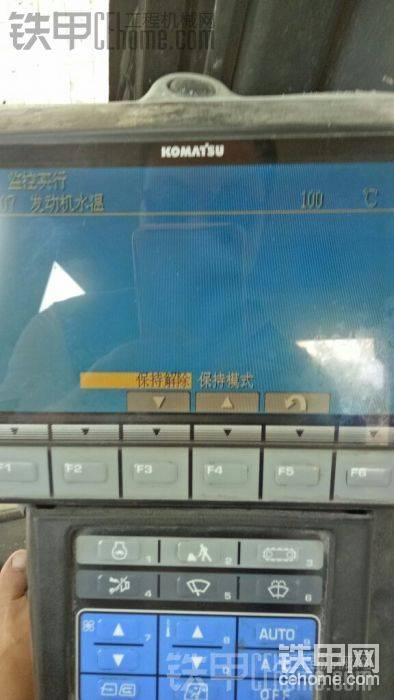 铁甲 工程机械网
CEhome.com
KOMATSU
监控实行
07 发动机水温 100 ℃
保持解除 保持模式
F1 F2 F3 F4 F5 F6
1 2 3
4 5 6
7 8 AUTO
OFF
铁甲网
cehome.com